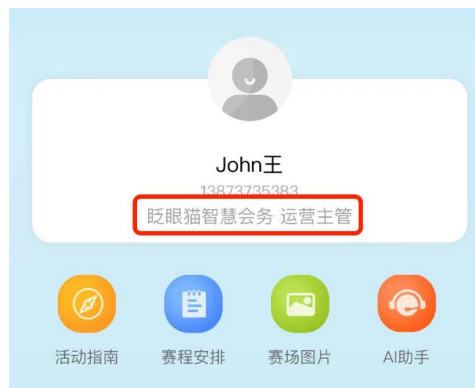 John王
13873735383
眨眼猫智慧会务 运营主管
活动指南
赛程安排
赛场图片
AI助手